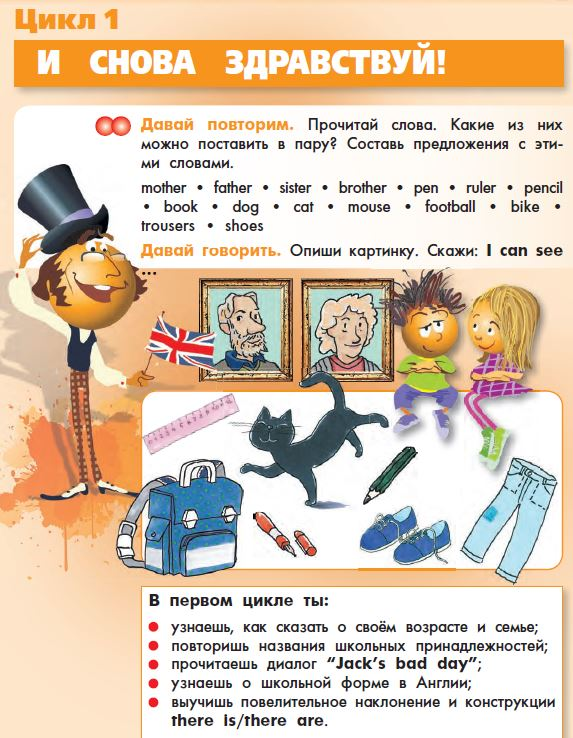 Цикл 1
И СНОВА ЗДРАВСТВУЙ!
Давай повторим. Прочитай слова. Какие из них
можно поставить в пару? Составь предложения с эти-
ми словами.
mother • father • sister • brother • pen • ruler • pencil
• book • dog • cat • mouse • football • bike •
trousers • shoes
Давай говорить. Опиши картинку. Скажи: I can see
...
В первом цикле ты:
● узнаешь, как сказать о своём возрасте и семье;
● повторишь названия школьных принадлежностей;
● прочитаешь диалог “Jack’s bad day”;
● узнаешь о школьной форме в Англии;
● выучишь повелительное наклонение и конструкции
there is/there are.